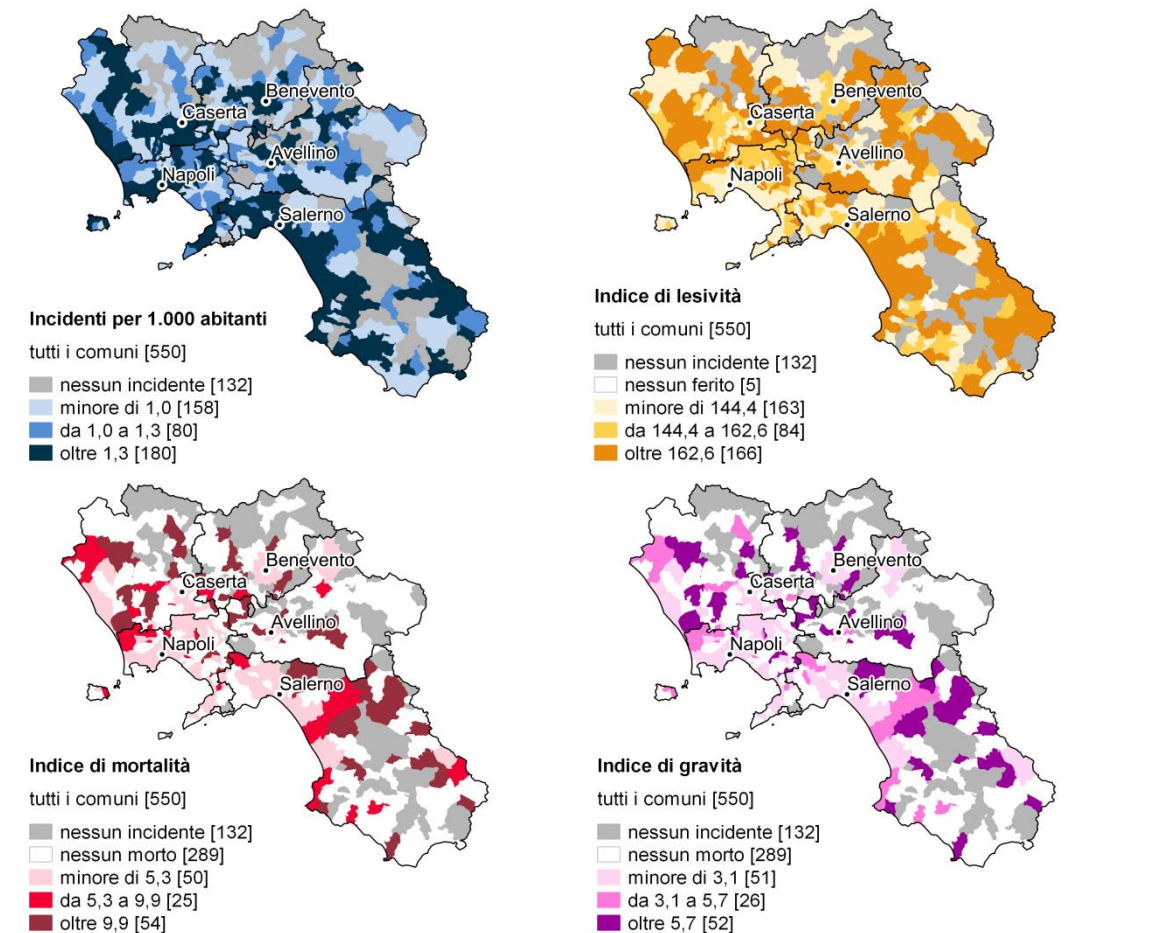 Benevento
Caserta
Avellino
Napoli
Salerno
Incidenti per 1.000 abitanti
tutti i comuni [550]
nessun incidente [132]
minore di 1,0 [158]
da 1,0 a 1,3 [80]
oltre 1,3 [180]
Benevento
Caserta
Avellino
Napoli
Salerno
Indice di lesività
tutti i comuni [550]
nessun incidente [132]
nessun ferito [5]
minore di 144,4 [163]
da 144,4 a 162,6 [84]
oltre 162,6 [166]
Benevento
Caserta
Avellino
Napoli
Salerno
Indice di mortalità
tutti i comuni [550]
nessun incidente [132]
nessun morto [289]
minore di 5,3 [50]
da 5,3 a 9,9 [25]
oltre 9,9 [54]
Benevento
Caserta
Avellino
Napoli
Salerno
Indice di gravità
tutti i comuni [550]
nessun incidente [132]
nessun morto [289]
minore di 3,1 [51]
da 3,1 a 5,7 [26]
oltre 5,7 [52]